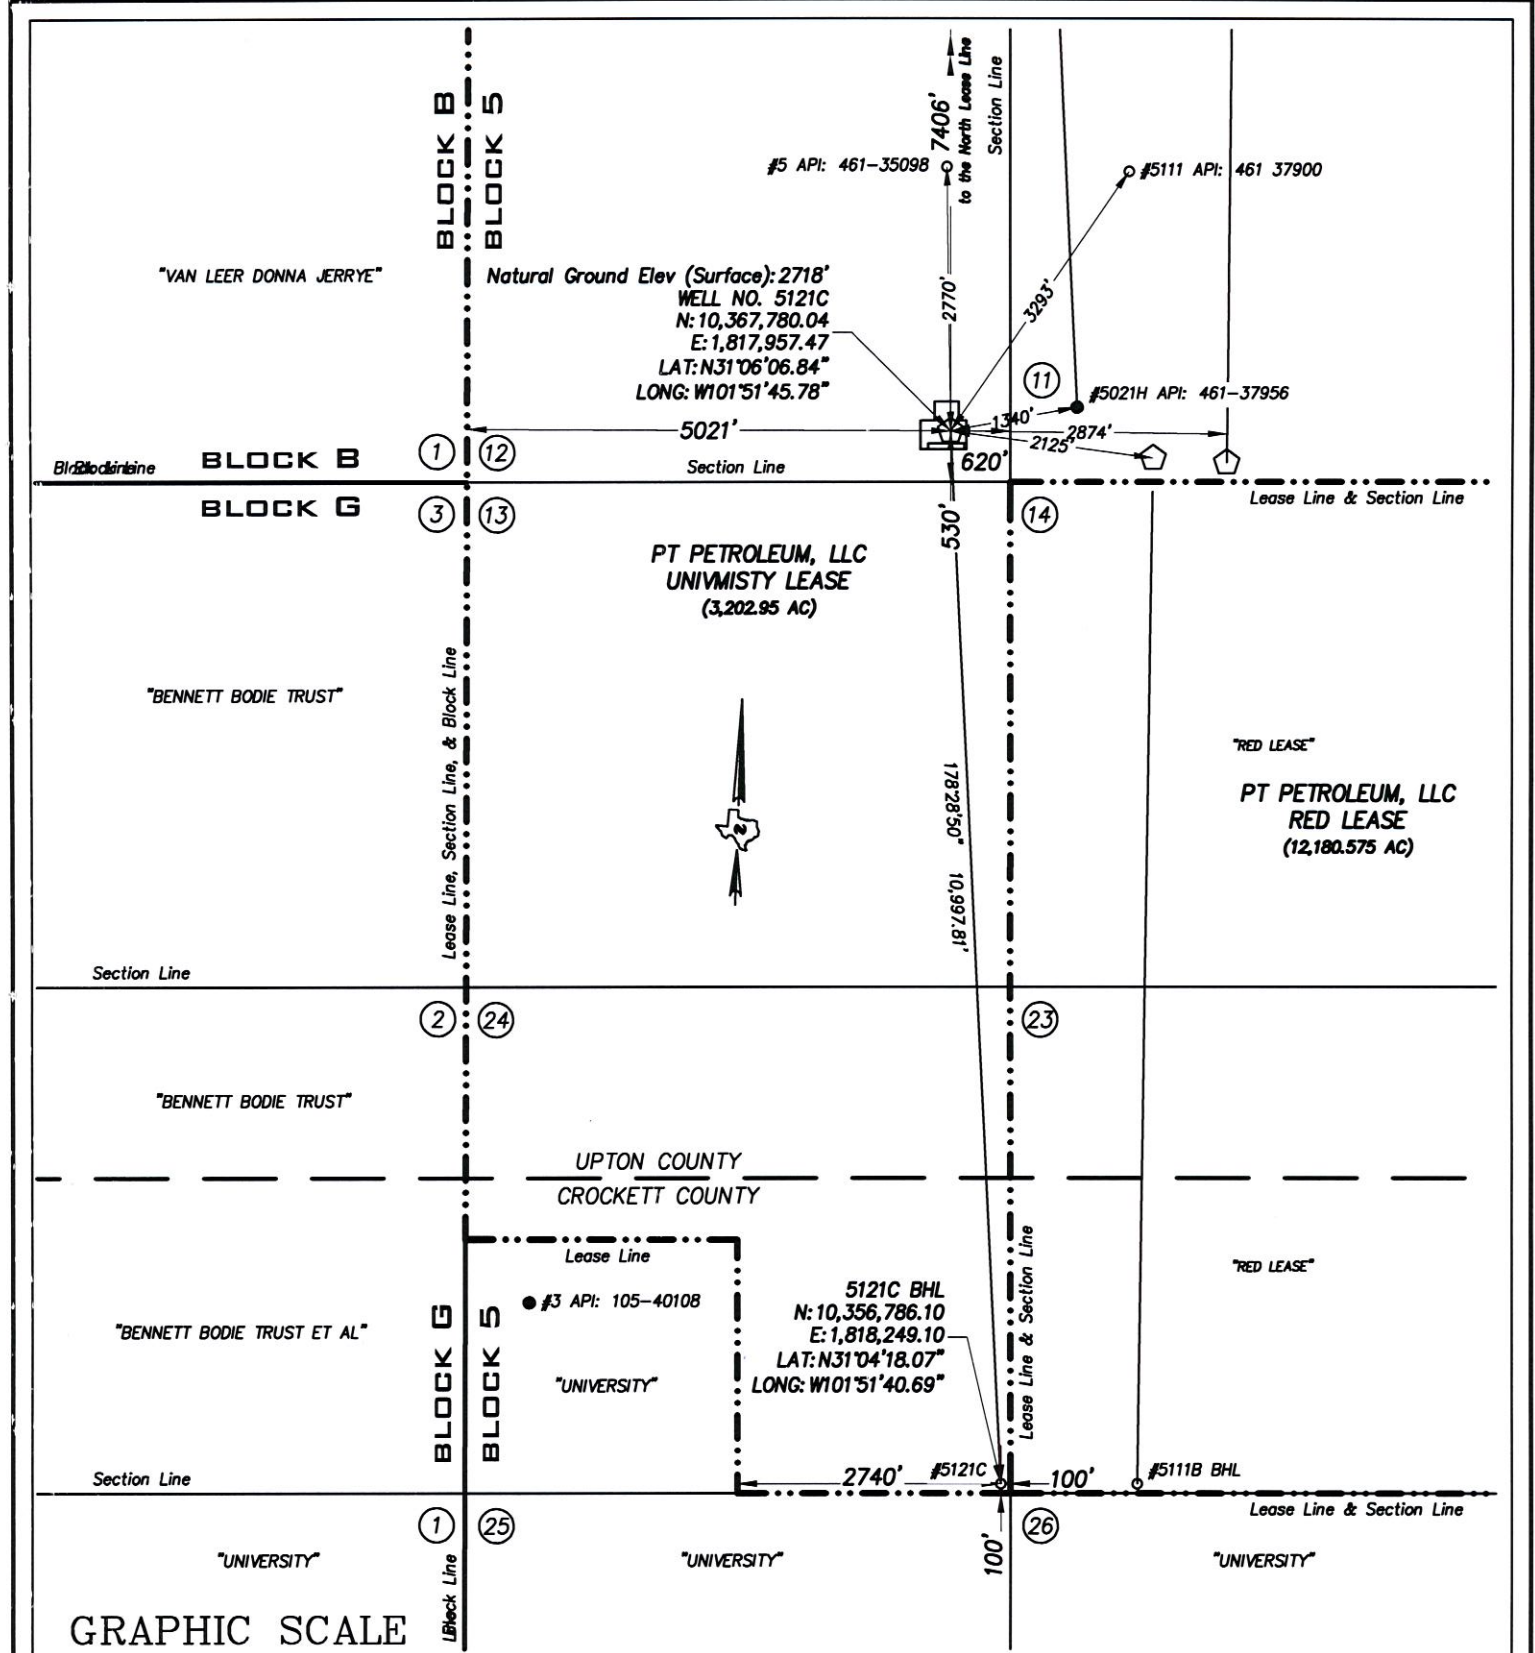 BLOCK B
BLOCK 5
7406'
to the North Lease Line
Section Line
#5 API: 461-35098
#5111 API: 461 37900
"VAN LEER DONNA JERRYE"
Natural Ground Elev (Surface): 2718'
WELL NO. 5121C
N: 10,367,780.04
E: 1,817,957.47
LAT: N31°06'06.84"
LONG: W101°51'45.78"
2770'
3293'
11
#5021H API: 461-37956
1340'
5021'
2874'
2125'
620'
1
12
BLOCK B
Section Line
BLOCK G
3
13
530'
14
Lease Line & Section Line
PT PETROLEUM, LLC
UNIVMISTY LEASE
(3,202.95 AC)
Lease Line, Section Line, & Block Line
"BENNETT BODIE TRUST"
N
178°28'50" 10,997.81'
"RED LEASE"
PT PETROLEUM, LLC
RED LEASE
(12,180.575 AC)
Section Line
2
24
23
"BENNETT BODIE TRUST"
UPTON COUNTY
CROCKETT COUNTY
Lease Line
Lease Line & Section Line
"RED LEASE"
#3 API: 105-40108
5121C BHL
N: 10,356,786.10
E: 1,818,249.10
LAT: N31°04'18.07"
LONG: W101°51'40.69"
"BENNETT BODIE TRUST ET AL"
BLOCK G
BLOCK 5
"UNIVERSITY"
Section Line
2740'
#5121C
100'
#5111B BHL
Lease Line & Section Line
1
25
26
100'
"UNIVERSITY"
"UNIVERSITY"
"UNIVERSITY"
Line
GRAPHIC SCALE